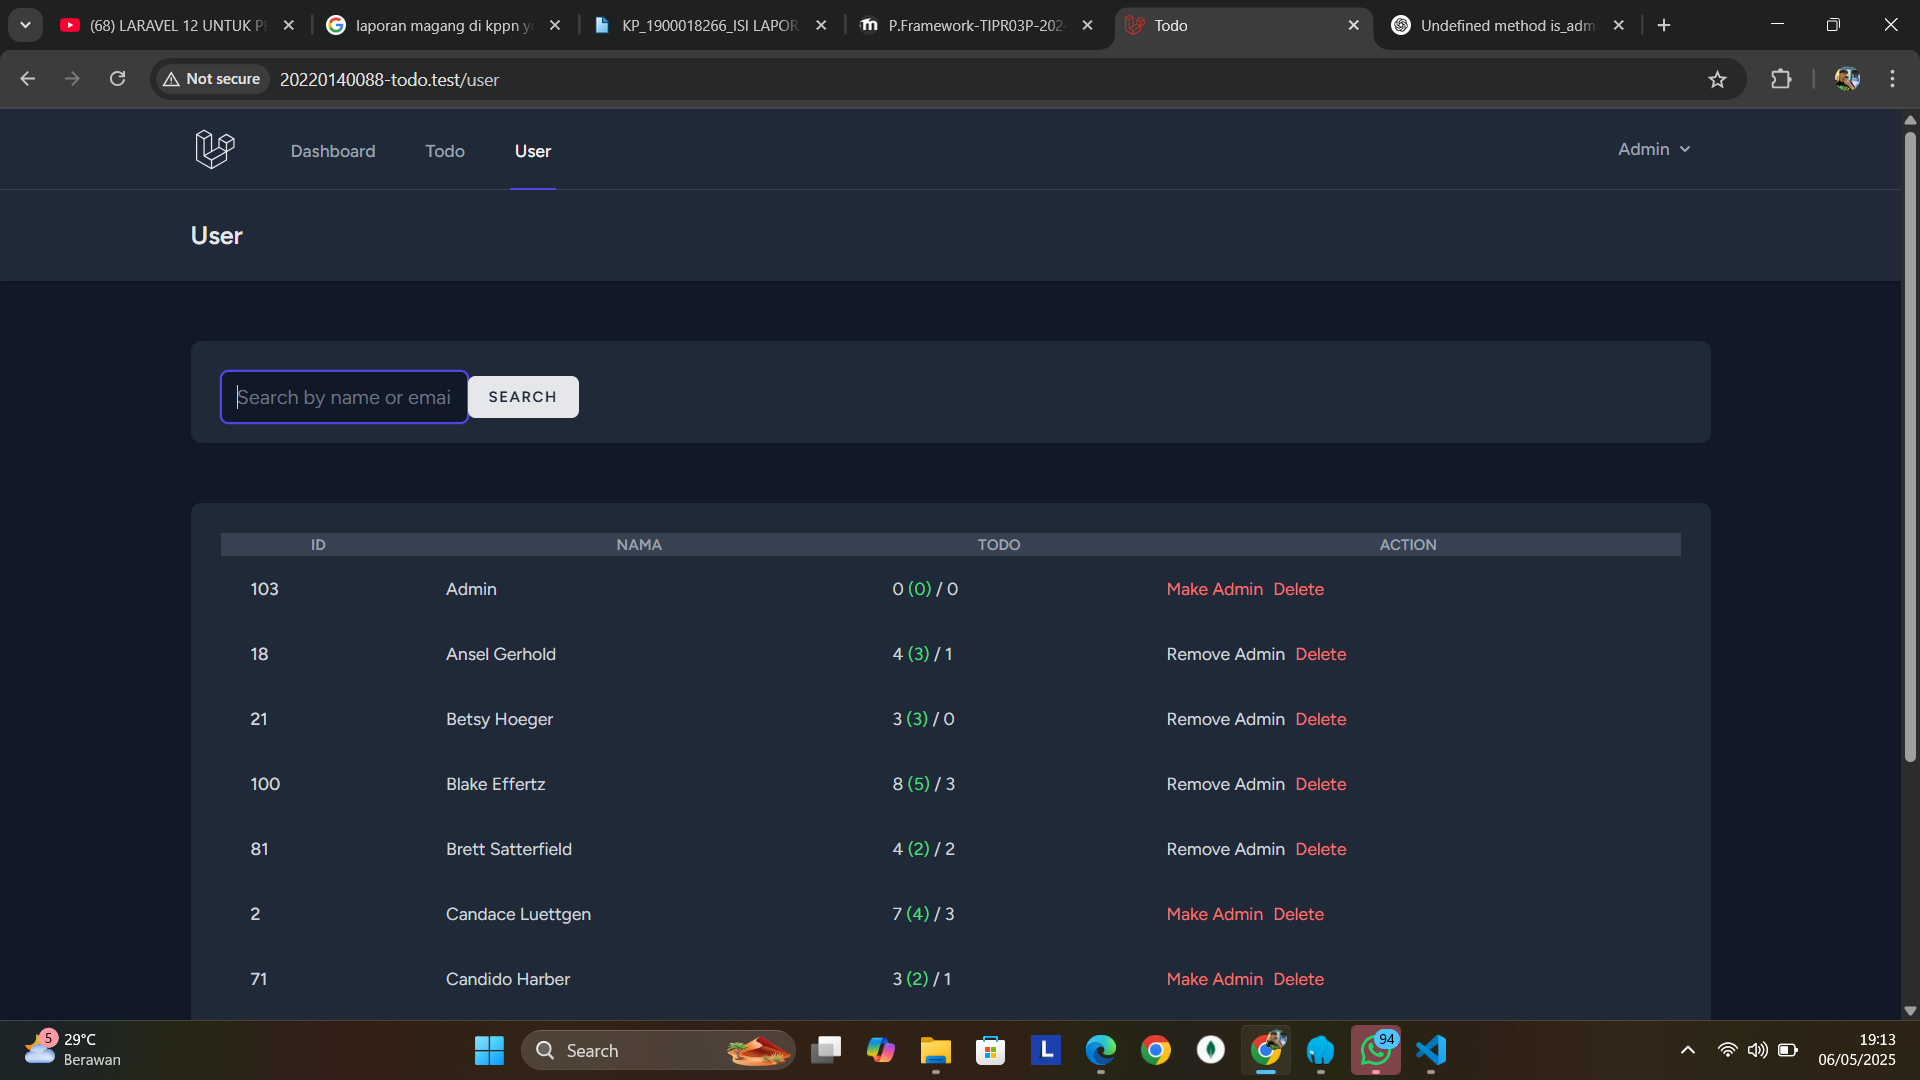 (68) LARAVEL 12 UNTUK P
laporan magang di kppn y
KP_1900018266_ISI LAPOR
P.Framework-TIPR03P-202
Todo
Undefined method is_adm
Not secure
20220140088-todo.test/user
Dashboard
Todo
User
Admin
User
Search by name or emai
SEARCH
ID NAMA TODO ACTION
103 Admin 0 (0) / 0 Make Admin Delete
18 Ansel Gerhold 4 (3) / 1 Remove Admin Delete
21 Betsy Hoeger 3 (3) / 0 Remove Admin Delete
100 Blake Effertz 8 (5) / 3 Remove Admin Delete
81 Brett Satterfield 4 (2) / 2 Remove Admin Delete
2 Candace Luettgen 7 (4) / 3 Make Admin Delete
71 Candido Harber 3 (2) / 1 Make Admin Delete
5
29°C
Berawan
Search
L
94
19:13
06/05/2025